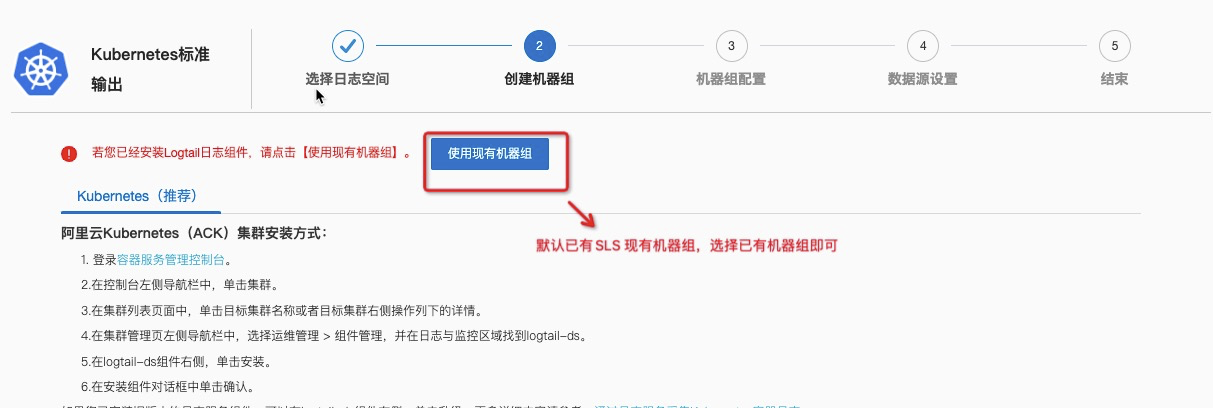 Kubernetes标准
输出
2
3
4
5
选择日志空间
创建机器组
机器组配置
数据源设置
结束
若您已经安装Logtail日志组件，请点击【使用现有机器组】。
使用现有机器组
Kubernetes（推荐）
默认已有 SLS 现有机器组，选择已有机器组即可
阿里云Kubernetes（ACK）集群安装方式：
1. 登录容器服务管理控制台。
2.在控制台左侧导航栏中，单击集群。
3.在集群列表页面中，单击目标集群名称或者目标集群右侧操作列下的详情。
4.在集群管理页左侧导航栏中，选择运维管理 > 组件管理，并在日志与监控区域找到logtail-ds。
5.在logtail-ds组件右侧，单击安装。
6.在安装组件对话框中单击确认。